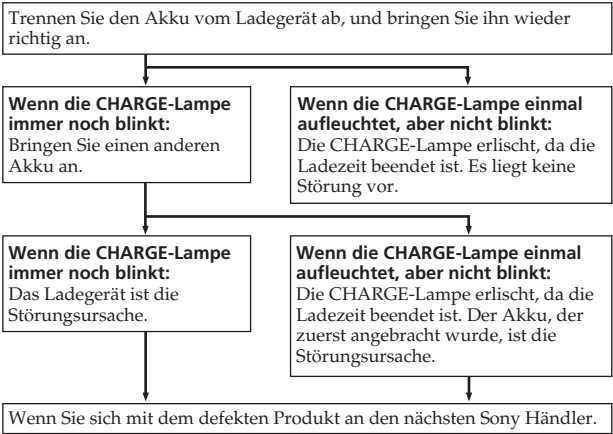 Trennen Sie den Akku vom Ladegerät ab, und bringen Sie ihn wieder
richtig an.
Wenn die CHARGE-Lampe
immer noch blinkt:
Bringen Sie einen anderen
Akku an.
Wenn die CHARGE-Lampe einmal
aufleuchtet, aber nicht blinkt:
Die CHARGE-Lampe erlischt, da die
Ladezeit beendet ist. Es liegt keine
Störung vor.
Wenn die CHARGE-Lampe
immer noch blinkt:
Das Ladegerät ist die
Störungsursache.
Wenn die CHARGE-Lampe einmal
aufleuchtet, aber nicht blinkt:
Die CHARGE-Lampe erlischt, da die
Ladezeit beendet ist. Der Akku, der
zuerst angebracht wurde, ist die
Störungsursache.
Wenn Sie sich mit dem defekten Produkt an den nächsten Sony Händler.